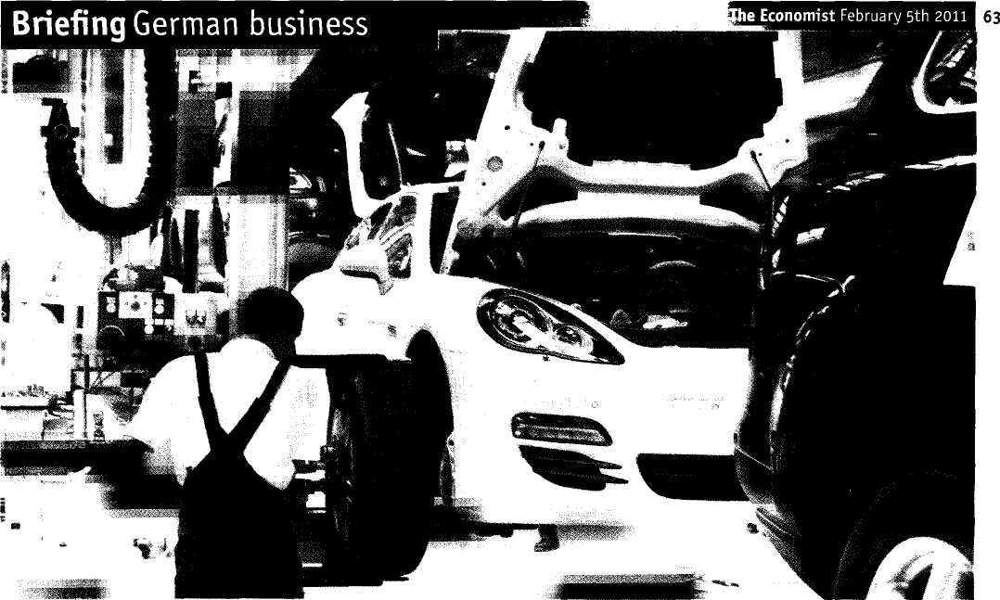 Briefing German business
The Economist February 5th 2011 63